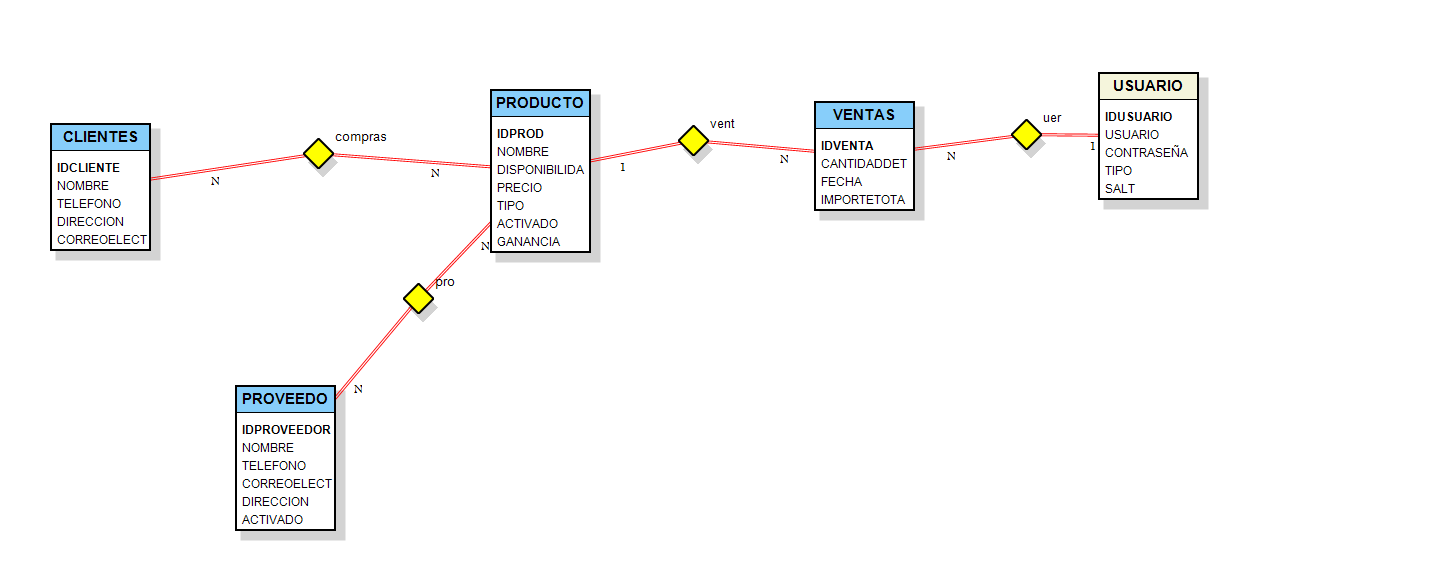 CLIENTES
IDCLIENTE
NOMBRE
TELEFONO
DIRECCION
CORREOELECT
compras
N
N
PRODUCTO
IDPROD
NOMBRE
DISPONIBILIDA
PRECIO
TIPO
ACTIVADO
GANANCIA
vent
1
N
VENTAS
IDVENTA
CANTIDADDET
FECHA
IMPORTETOTA
uer
N
1
USUARIO
IDUSUARIO
USUARIO
CONTRASEÑA
TIPO
SALT
N
pro
N
PROVEEDO
IDPROVEEDOR
NOMBRE
TELEFONO
CORREOELECT
DIRECCION
ACTIVADO